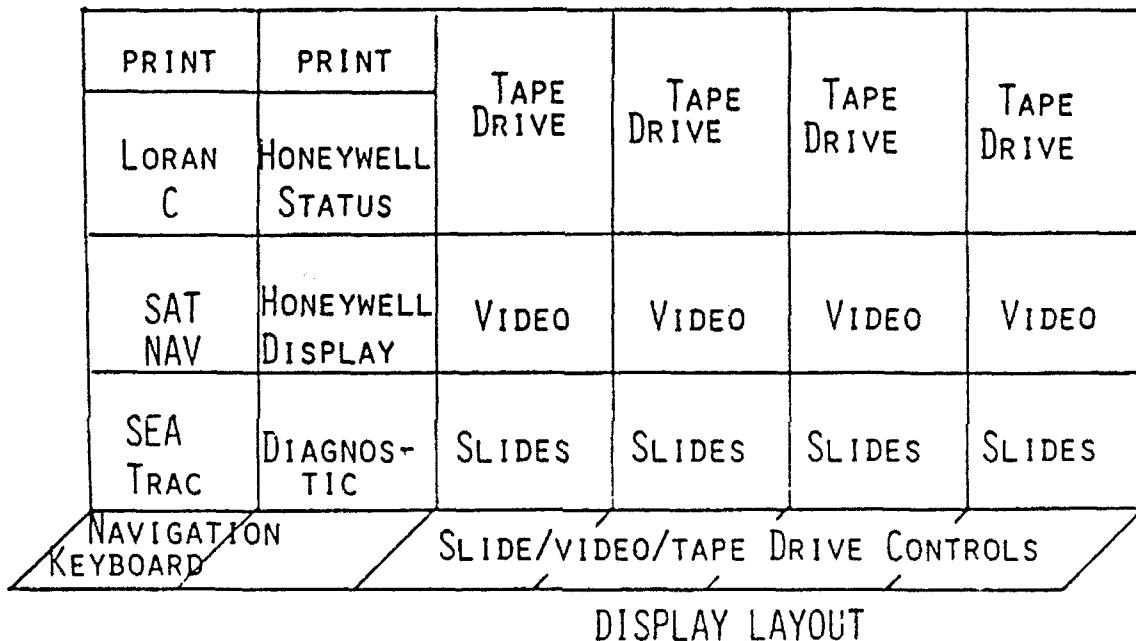 PRINT
PRINT
TAPE
DRIVE
TAPE
DRIVE
TAPE
DRIVE
TAPE
DRIVE
LORAN
C
HONEYWELL
STATUS
SAT
NAV
HONEYWELL
DISPLAY
VIDEO
VIDEO
VIDEO
VIDEO
SEA
TRAC
DIAGNOS-
TIC
SLIDES
SLIDES
SLIDES
SLIDES
NAVIGATION
KEYBOARD
SLIDE/VIDEO/TAPE DRIVE CONTROLS
DISPLAY LAYOUT